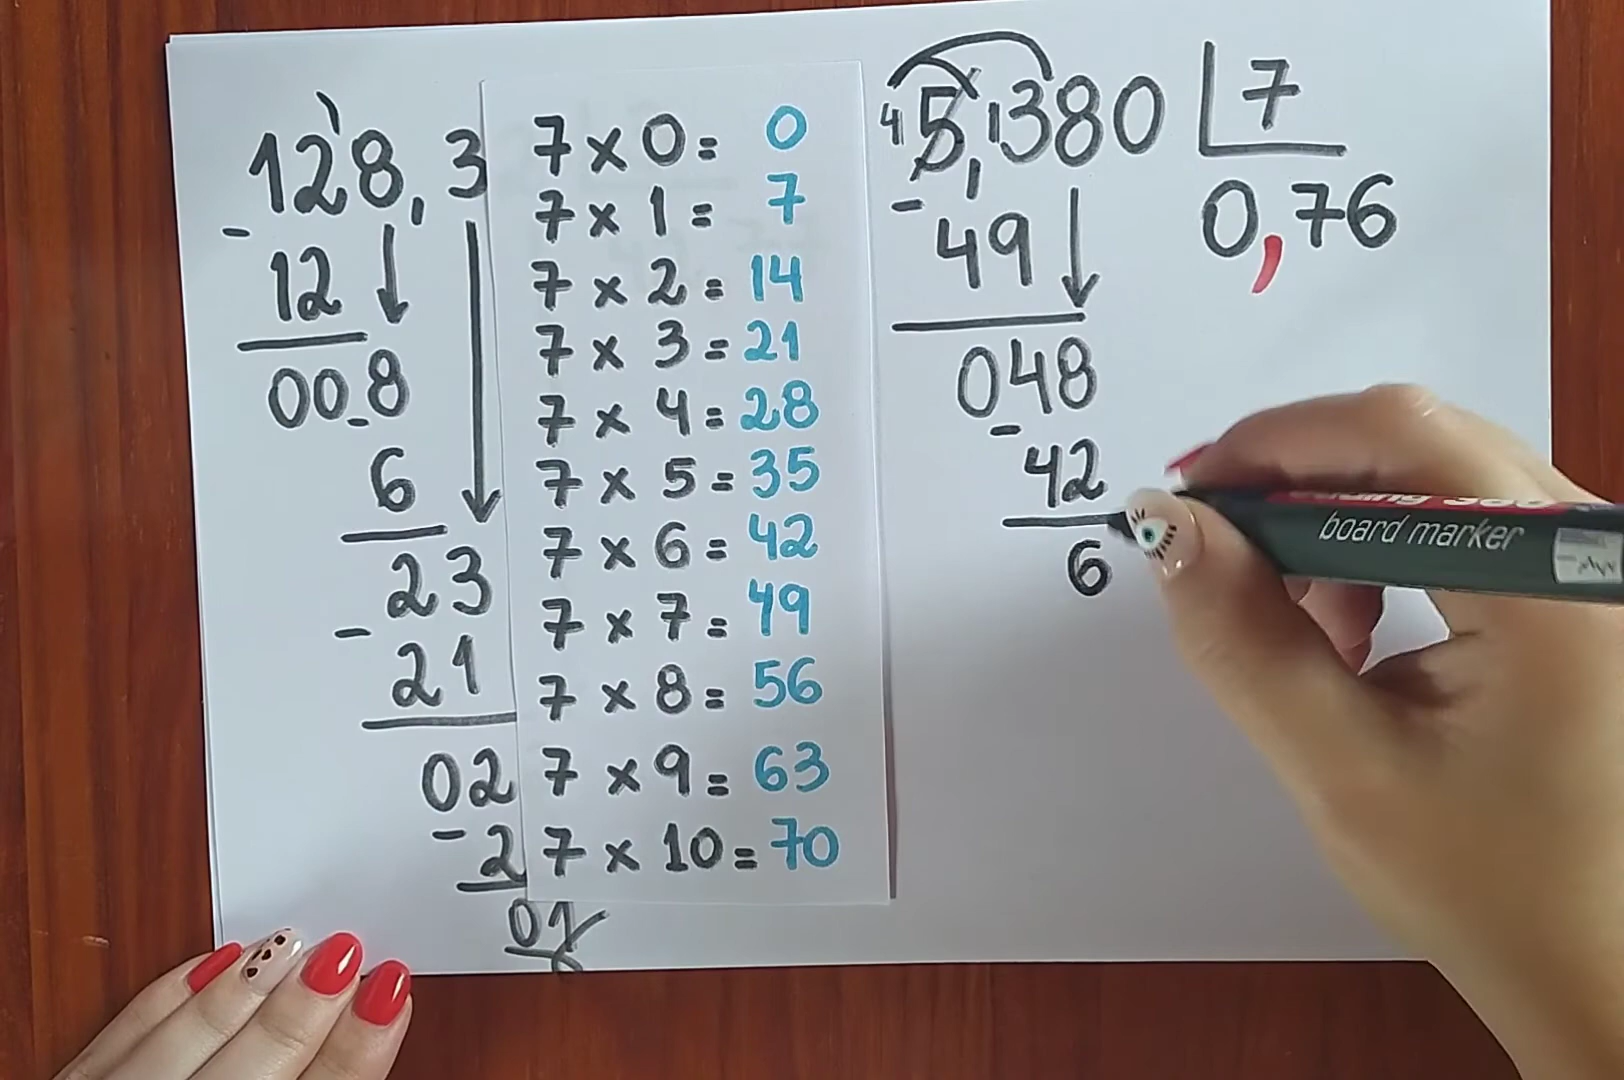 128,3
- 12
008
- 6
23
- 21
02
- 2
0
7 x 0 = 0
7 x 1 = 7
7 x 2 = 14
7 x 3 = 21
7 x 4 = 28
7 x 5 = 35
7 x 6 = 42
7 x 7 = 49
7 x 8 = 56
7 x 9 = 63
7 x 10 = 70
4 5,1380 7
0,76
- 49
048
- 42
6
board marker